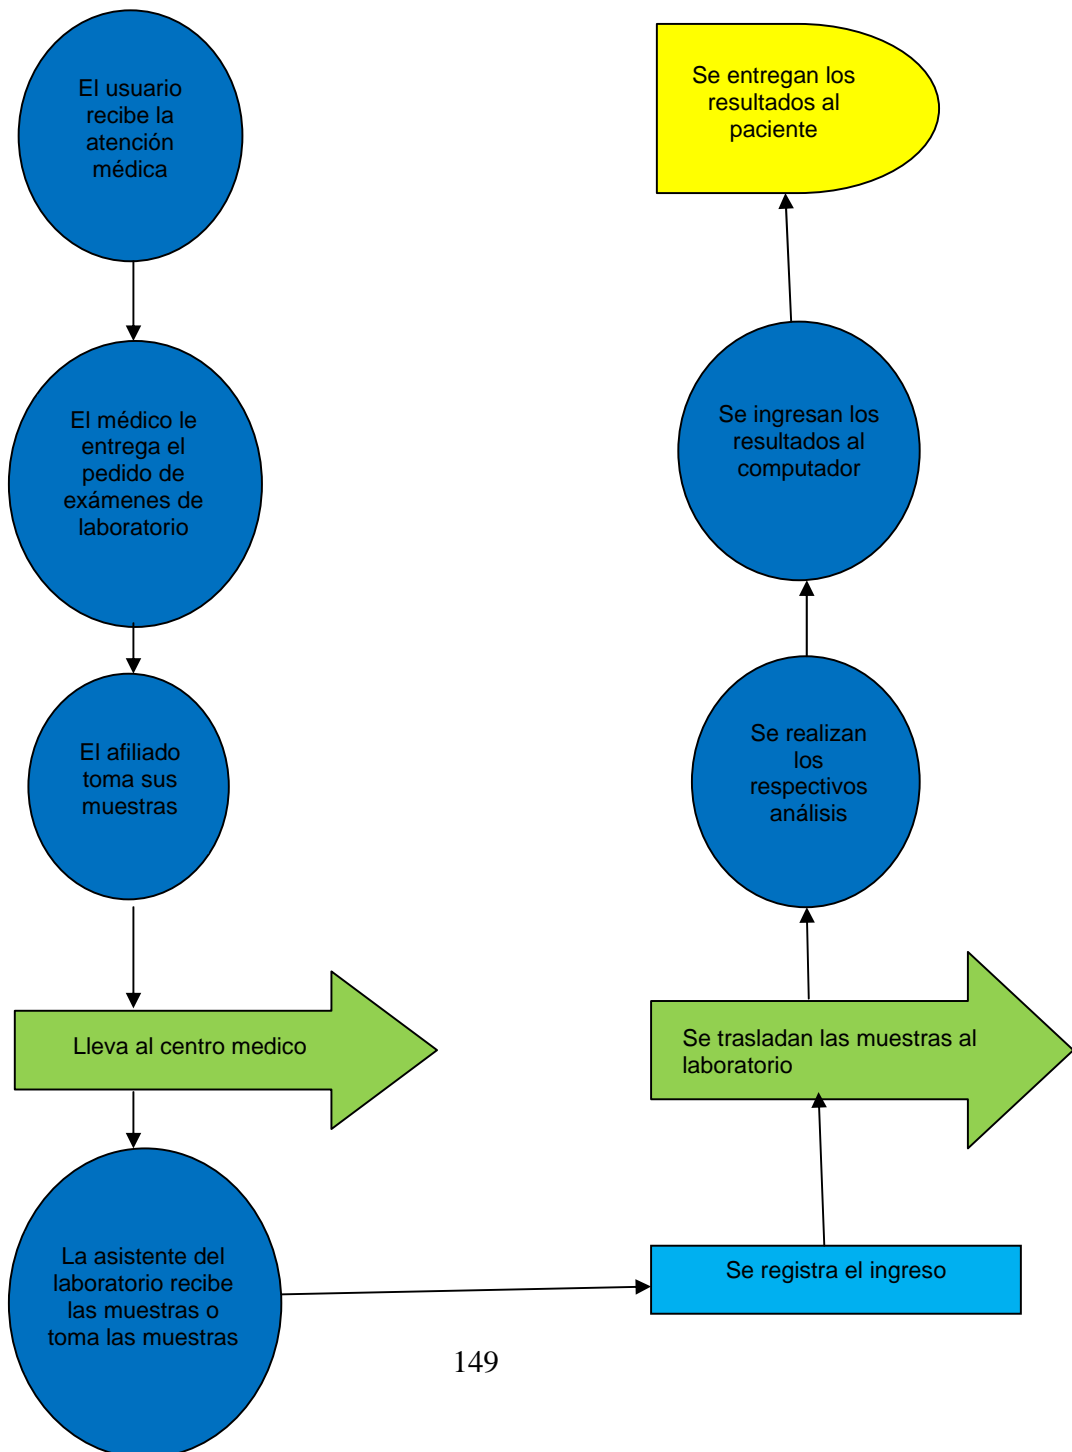 El usuario
recibe la
atención
médica
El médico le
entrega el
pedido de
exámenes de
laboratorio
El afiliado
toma sus
muestras
Lleva al centro medico
La asistente del
laboratorio recibe
las muestras o
toma las muestras
Se registra el ingreso
Se trasladan las muestras al
laboratorio
Se realizan
los
respectivos
análisis
Se ingresan los
resultados al
computador
Se entregan los
resultados al
paciente
149